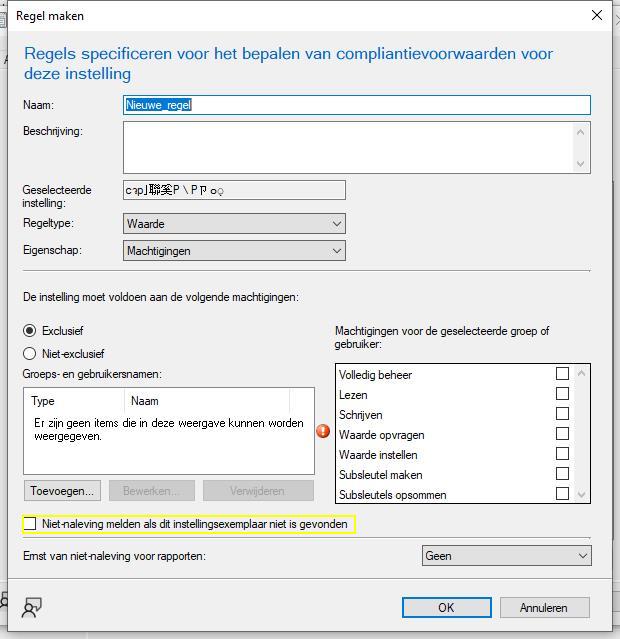 Regel maken
Regels specificeren voor het bepalen van compliantievoorwaarden voor
deze instelling
Naam:
Nieuwe_regel
Beschrijving:
Geselecteerde
instelling:
Regeltype:
Waarde
Eigenschap:
Machtigingen
De instelling moet voldoen aan de volgende machtigingen:
Exclusief
Niet-exclusief
Groeps- en gebruikersnamen:
Type Naam
Er zijn geen items die in deze weergave kunnen worden
weergegeven.
Toevoegen... Bewerken... Verwijderen
Machtigingen voor de geselecteerde groep of
gebruiker:
Volledig beheer
Lezen
Schrijven
Waarde opvragen
Waarde instellen
Subsleutel maken
Subsleutels opsommen
Niet-naleving melden als dit instellingsexemplaar niet is gevonden
Ernst van niet-naleving voor rapporten:
Geen
OK Annuleren